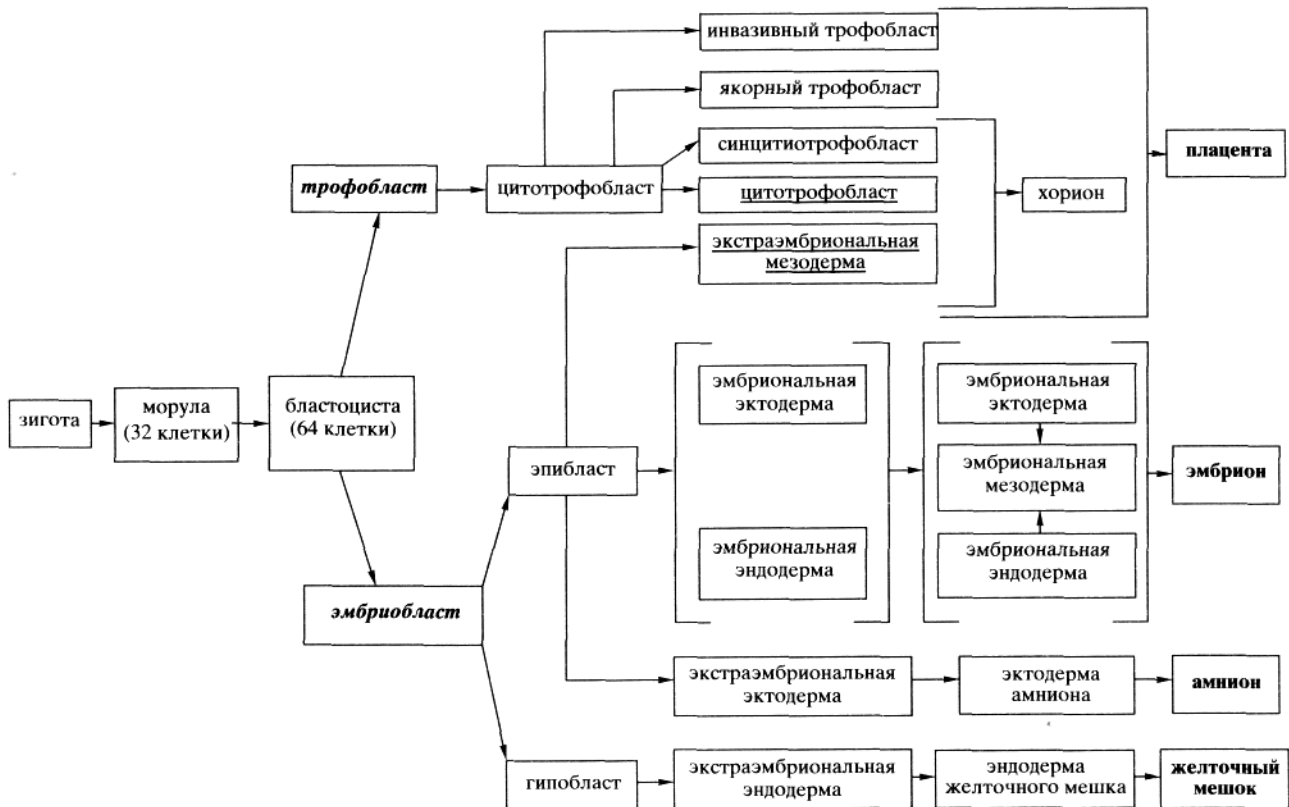 инвазивный трофобласт
якорный трофобласт
синцитиотрофобласт
плацента
трофобласт
цитотрофобласт
цитотрофобласт
хорион
экстраэмбриональная
мезодерма
зигота
морула
(32 клетки)
бластоциста
(64 клетки)
эпибласт
эмбриональная
эктодерма
эмбриональная
эндодерма
эмбриональная
эктодерма
эмбриональная
мезодерма
эмбриональная
эндодерма
эмбрион
эмбриобласт
экстраэмбриональная
эктодерма
эктодерма
амниона
амнион
гипобласт
экстраэмбриональная
эндодерма
эндодерма
желточного мешка
желточный
мешок